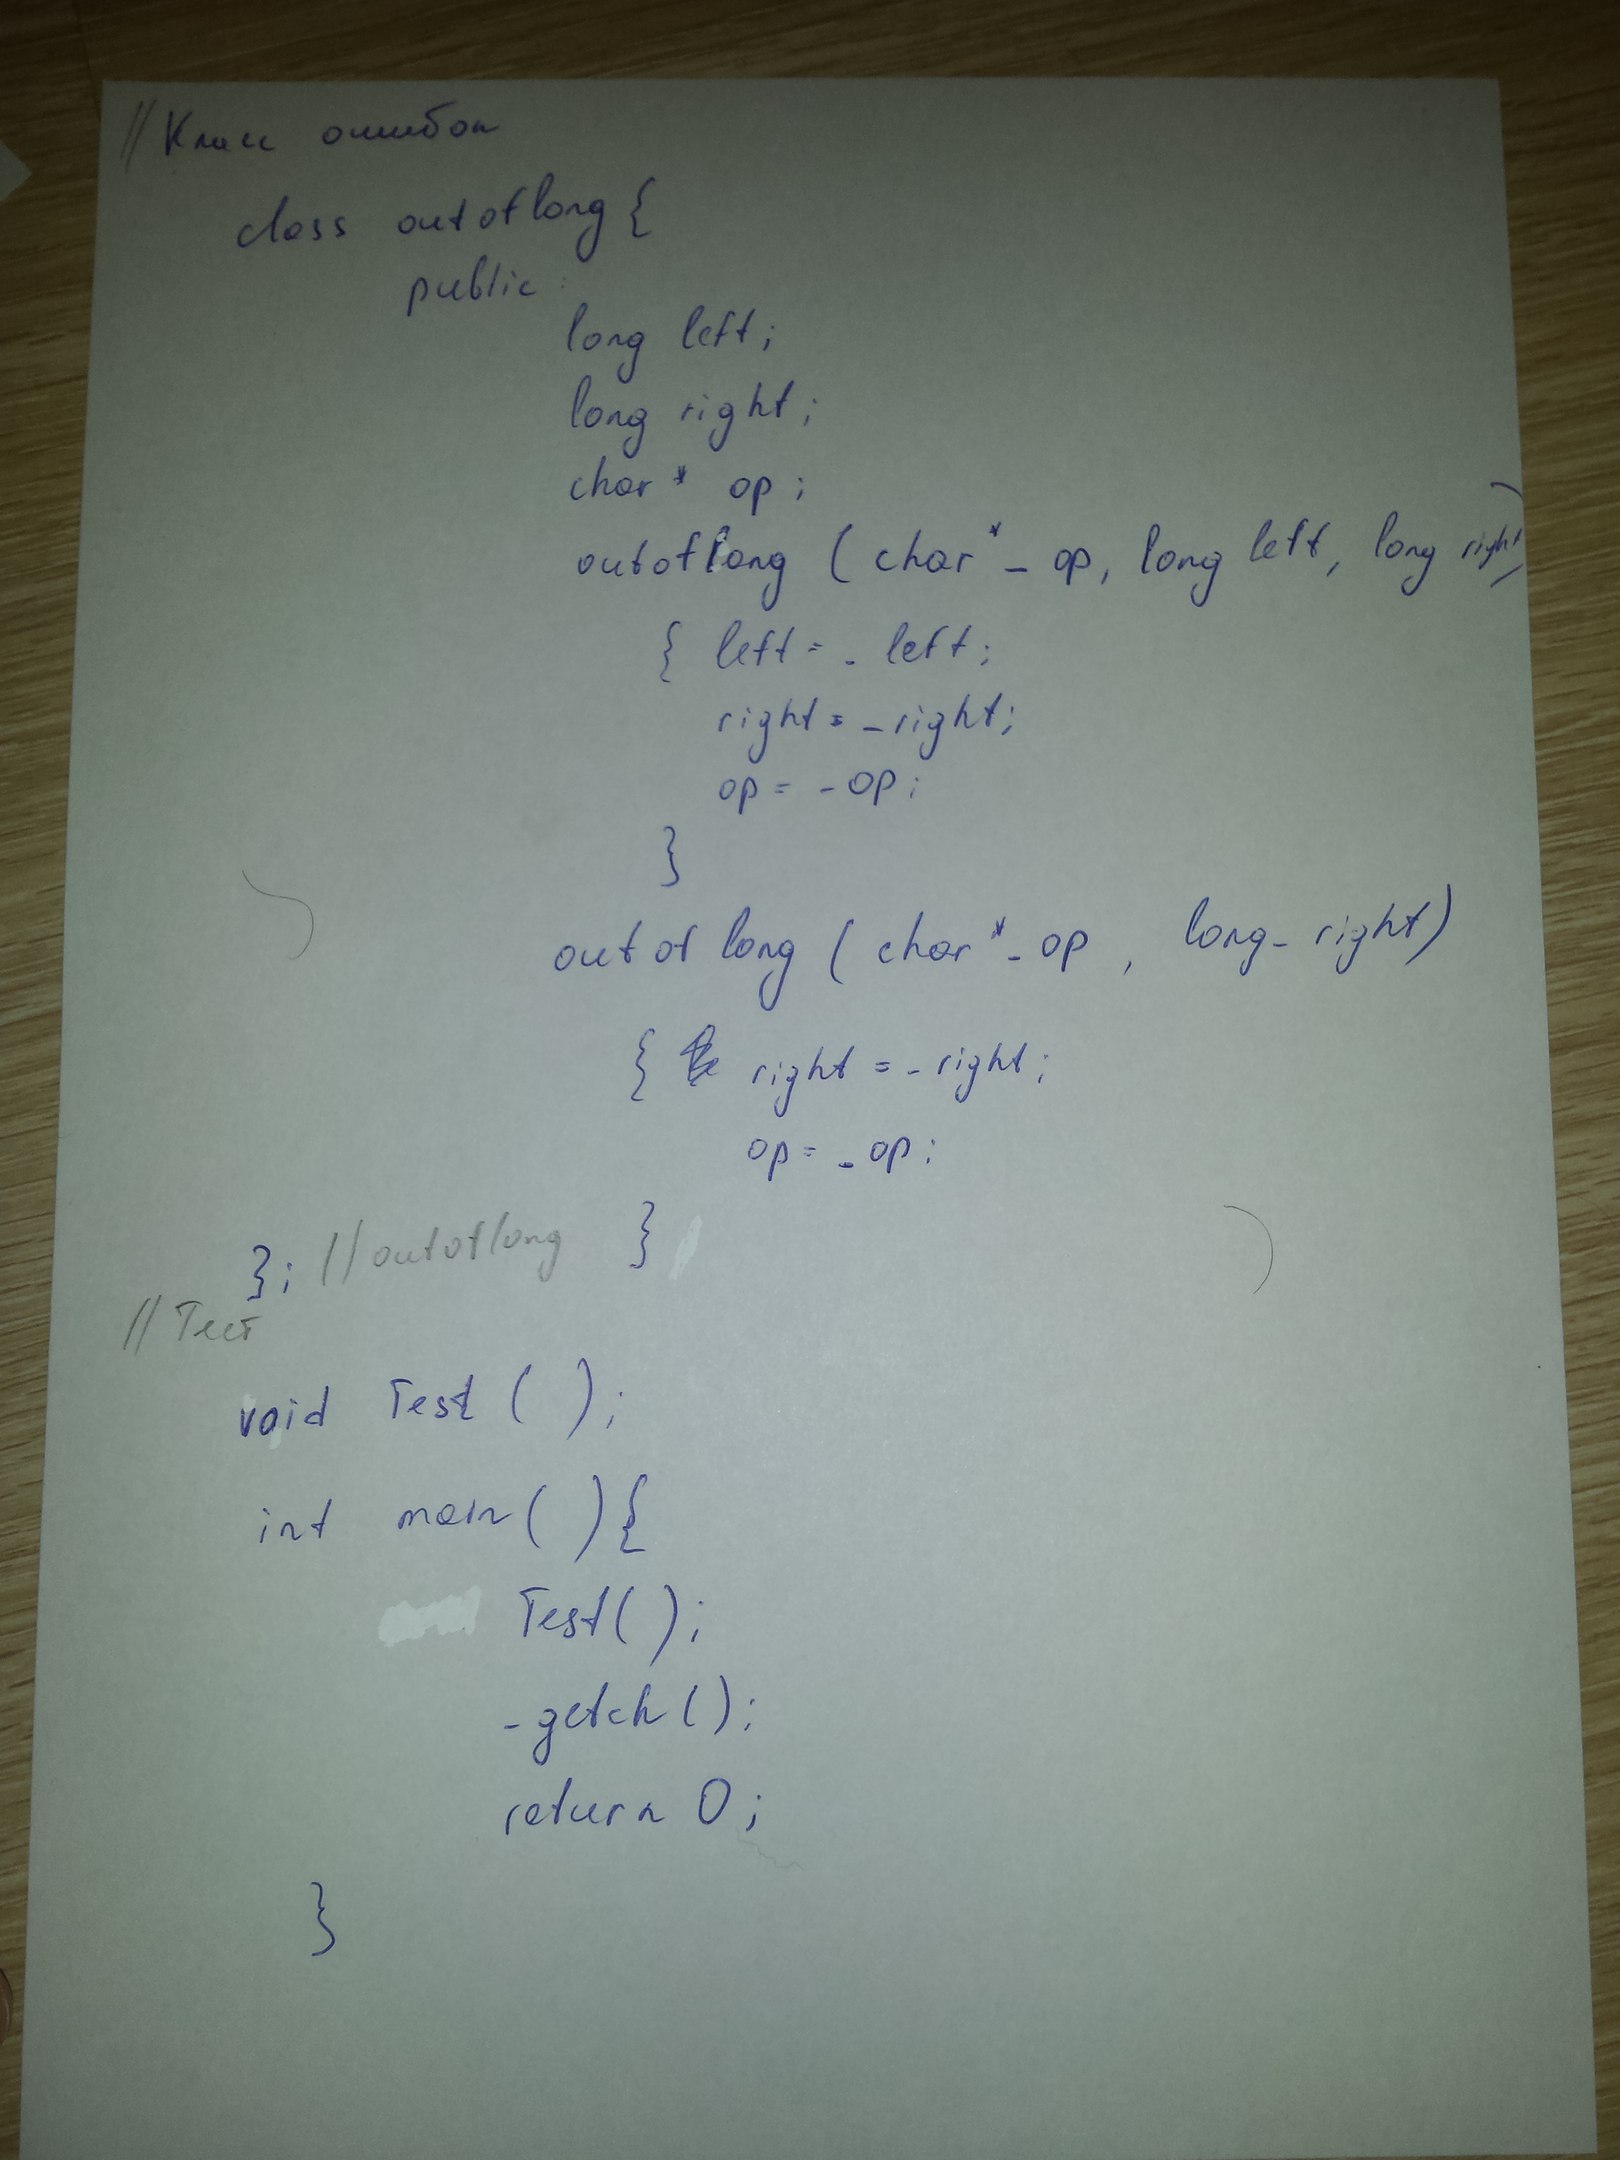 // Класс ошибок
class outoflong {
public:
long left;
long right;
char* op;
outoflong (char* _op, long left, long right)
{ left = _left;
right = _right;
op = _op;
}
outoflong (char* _op, long _right)
{ right = _right;
op = _op;
}
}; // outoflong
// Тест
void Test ( );
int main ( ) {
Test ( );
_getch ( );
return 0;
}